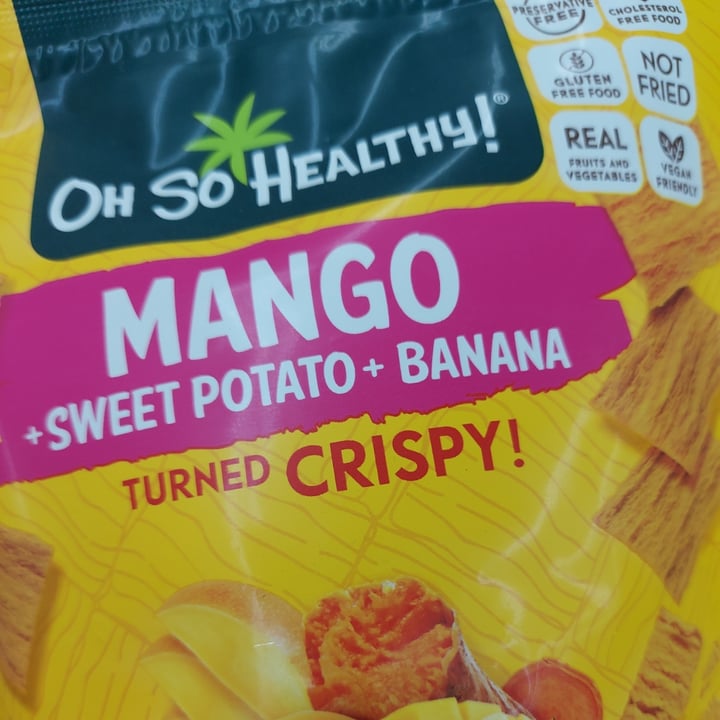 PRESERVATIVE
FREE
CHOLESTEROL
FREE FOOD
GLUTEN
FREE FOOD
NOT
FRIED
REAL
FRUITS AND
VEGETABLES
VEGAN
FRIENDLY
OH SO HEALTHY!®
MANGO
+SWEET POTATO+ BANANA
TURNED CRISPY!